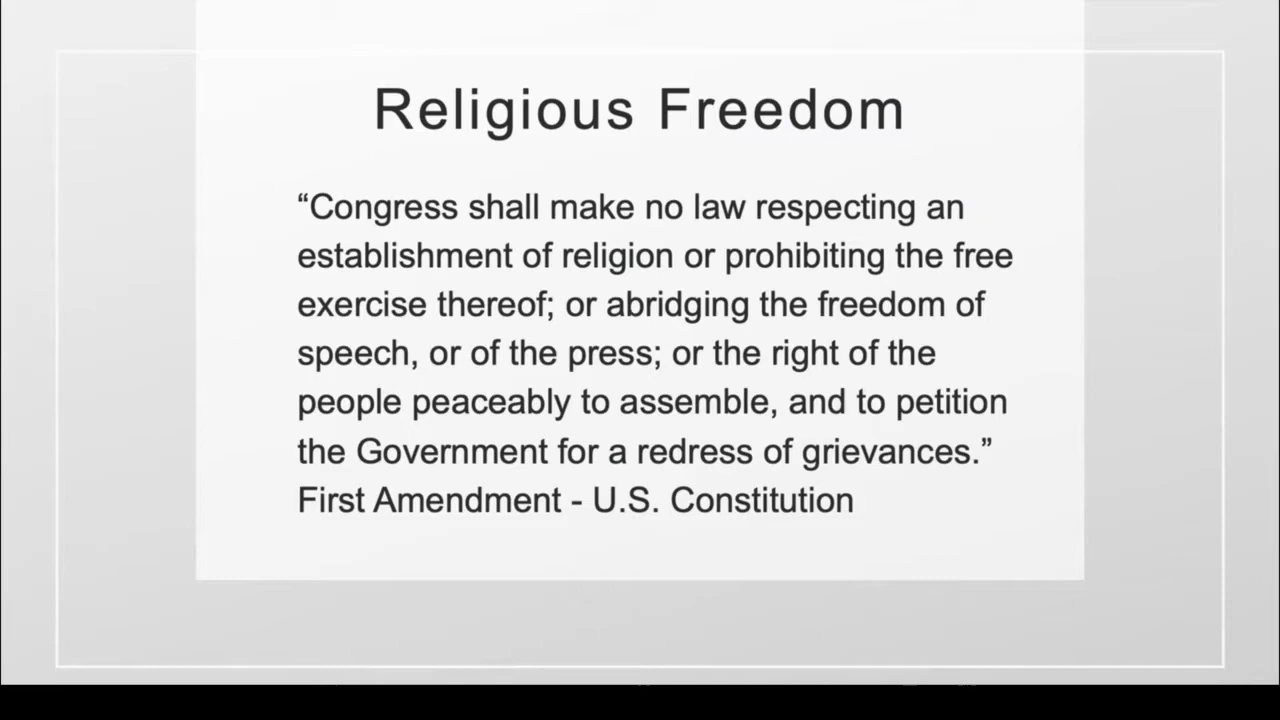 Religious Freedom
“Congress shall make no law respecting an
establishment of religion or prohibiting the free
exercise thereof; or abridging the freedom of
speech, or of the press; or the right of the
people peaceably to assemble, and to petition
the Government for a redress of grievances.”
First Amendment - U.S. Constitution